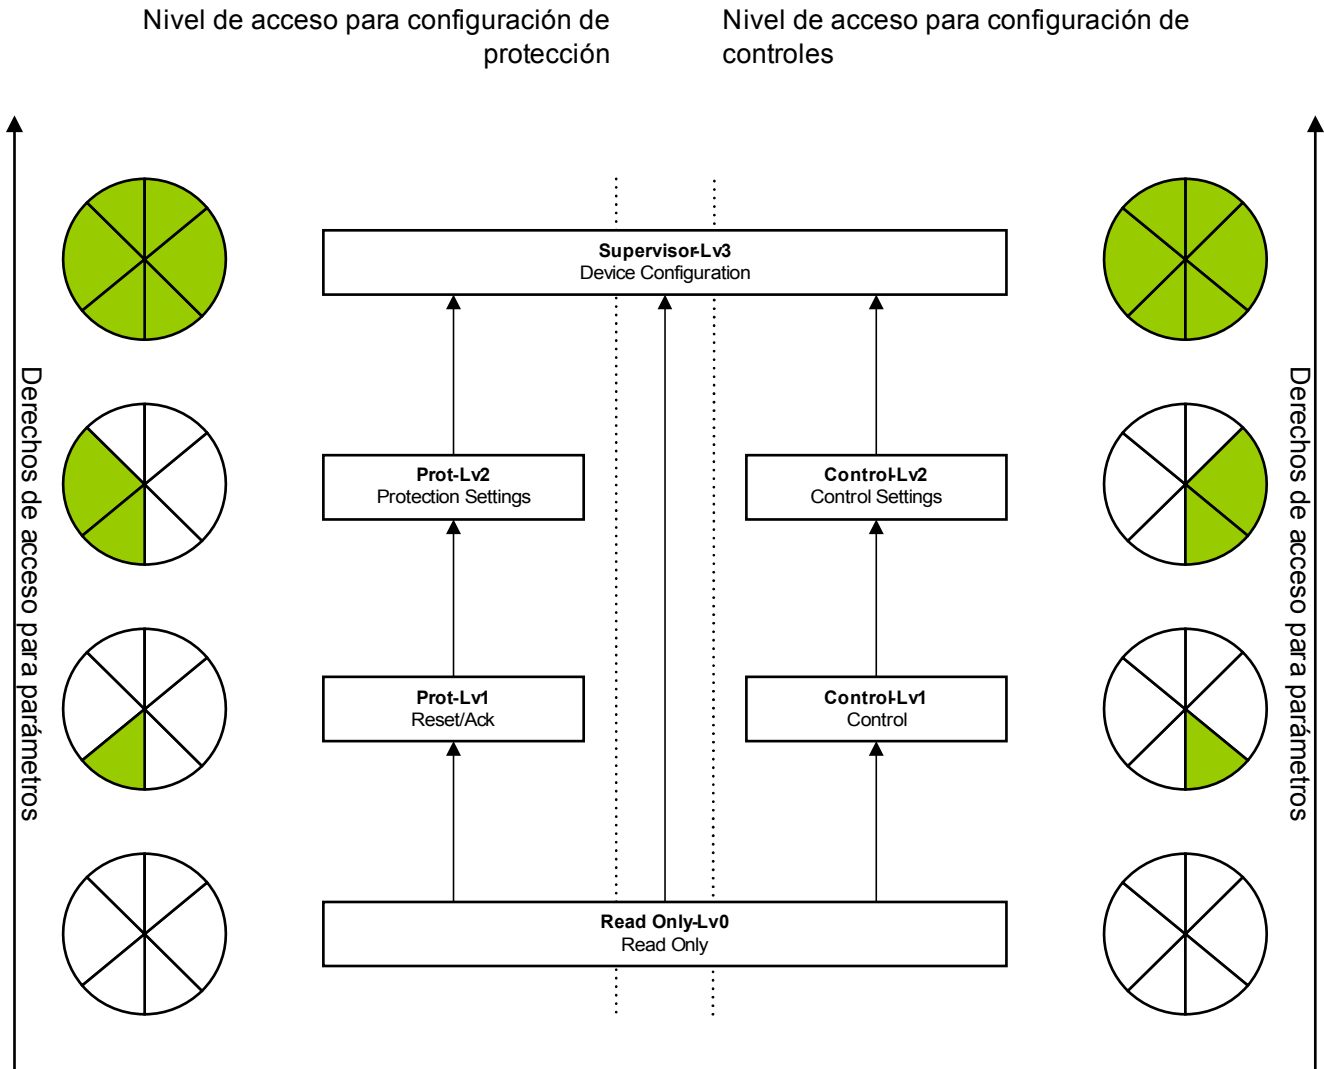 Nivel de acceso para configuración de
protección
Nivel de acceso para configuración de
controles
Derechos de acceso para parámetros
Supervisor-Lv3
Device Configuration
Prot-Lv2
Protection Settings
Control-Lv2
Control Settings
Prot-Lv1
Reset/Ack
Control-Lv1
Control
Read Only-Lv0
Read Only
Derechos de acceso para parámetros